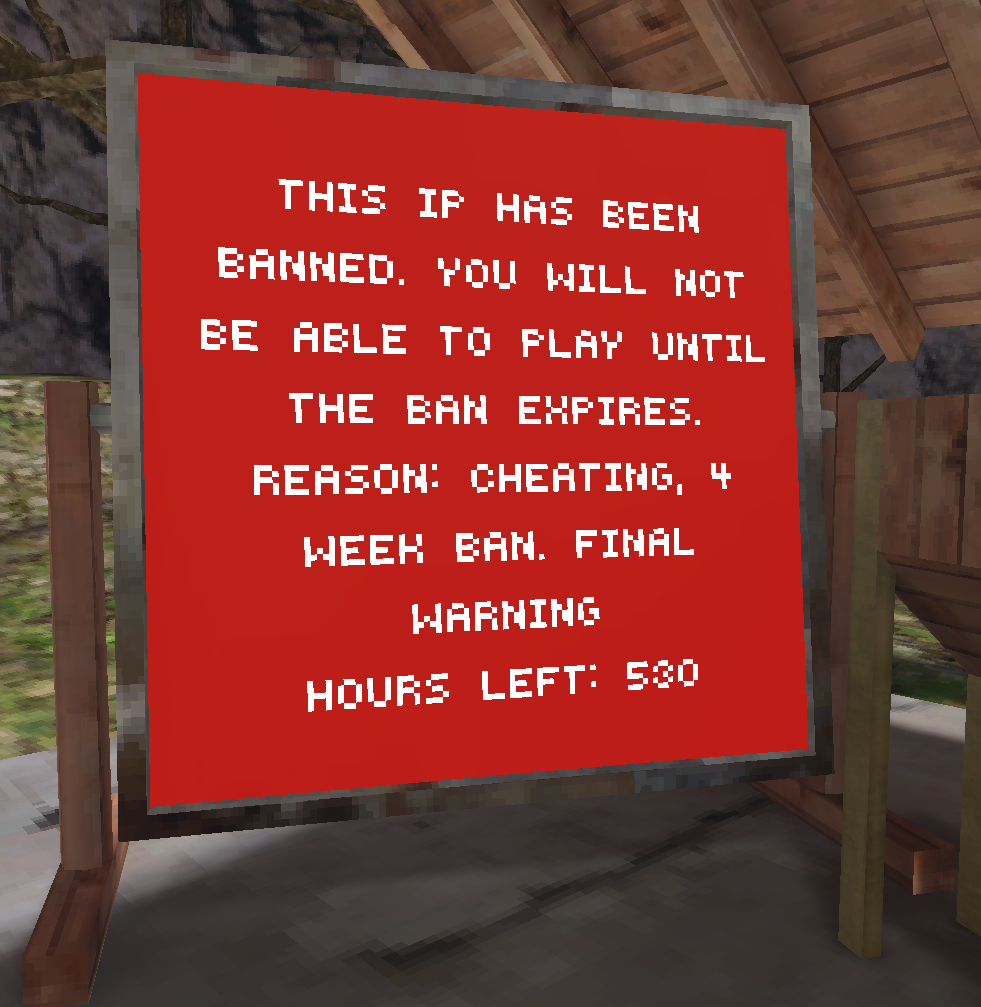 THIS IP HAS BEEN
BANNED. YOU WILL NOT
BE ABLE TO PLAY UNTIL
THE BAN EXPIRES.
REASON: CHEATING, 4
WEEK BAN. FINAL
WARNING
HOURS LEFT: 530